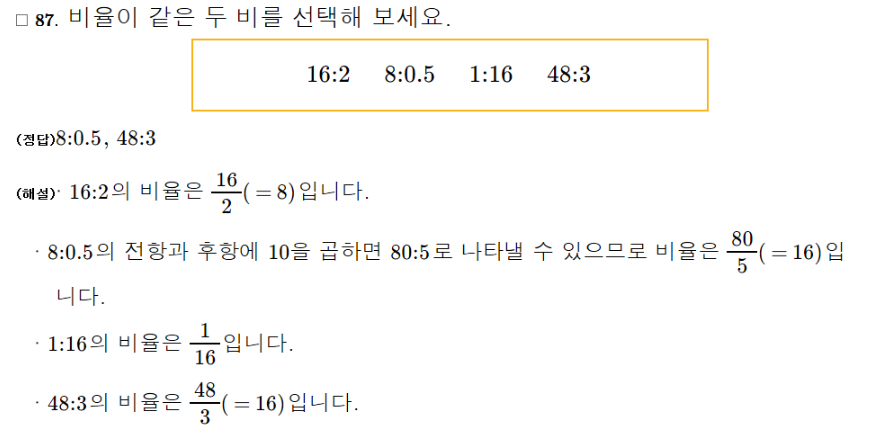 □ 87. 비율이 같은 두 비를 선택해 보세요.
16:2 8:0.5 1:16 48:3
(정답)8:0.5, 48:3
(해설)· 16:2의 비율은 16/2(=8)입니다.
· 8:0.5의 전항과 후항에 10을 곱하면 80:5로 나타낼 수 있으므로 비율은 80/5(=16)입
니다.
· 1:16의 비율은 1/16입니다.
· 48:3의 비율은 48/3(=16)입니다.